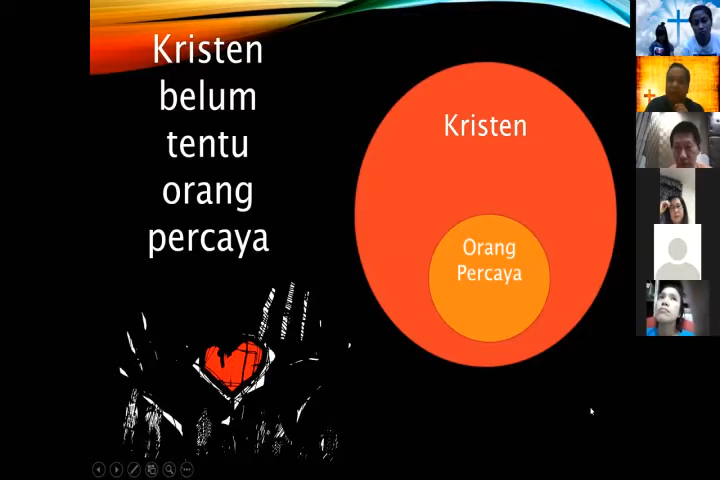 Kristen
belum
tentu
orang
percaya
Kristen
Orang
Percaya